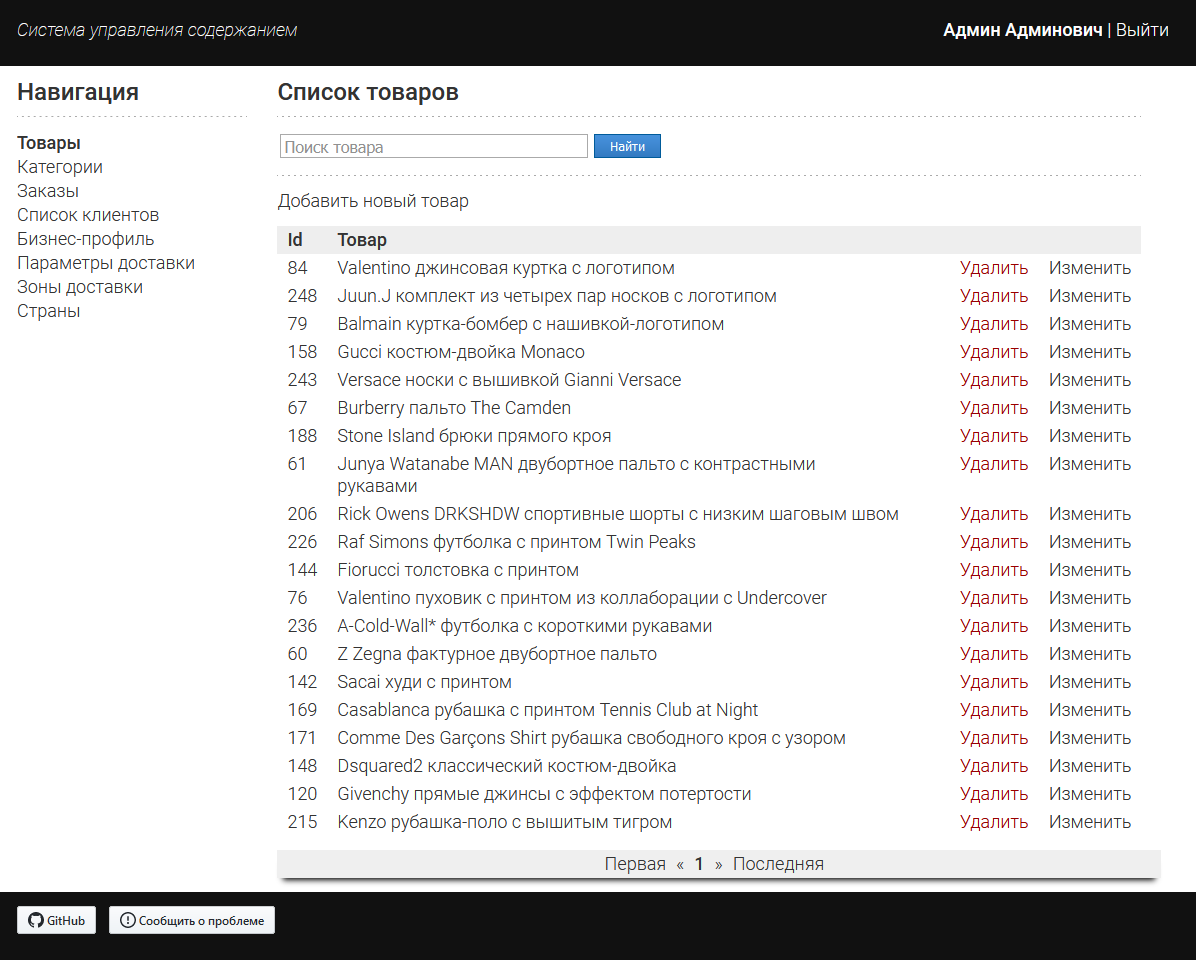 Система управления содержанием
Админ Админович | Выйти
Навигация
Товары
Категории
Заказы
Список клиентов
Бизнес-профиль
Параметры доставки
Зоны доставки
Страны
Список товаров
Поиск товара
Найти
Добавить новый товар
Id Товар
84 Valentino джинсовая куртка с логотипом Удалить Изменить
248 Juun.J комплект из четырех пар носков с логотипом Удалить Изменить
79 Balmain куртка-бомбер с нашивкой-логотипом Удалить Изменить
158 Gucci костюм-двойка Monaco Удалить Изменить
243 Versace носки с вышивкой Gianni Versace Удалить Изменить
67 Burberry пальто The Camden Удалить Изменить
188 Stone Island брюки прямого кроя Удалить Изменить
61 Junya Watanabe MAN двубортное пальто с контрастными Удалить Изменить
рукавами
206 Rick Owens DRKSHDW спортивные шорты с низким шаговым швом Удалить Изменить
226 Raf Simons футболка с принтом Twin Peaks Удалить Изменить
144 Fiorucci толстовка с принтом Удалить Изменить
76 Valentino пуховик с принтом из коллаборации с Undercover Удалить Изменить
236 A-Cold-Wall* футболка с короткими рукавами Удалить Изменить
60 Z Zegna фактурное двубортное пальто Удалить Изменить
142 Sacai худи с принтом Удалить Изменить
169 Casablanca рубашка с принтом Tennis Club at Night Удалить Изменить
171 Comme Des Garçons Shirt рубашка свободного кроя с узором Удалить Изменить
148 Dsquared2 классический костюм-двойка Удалить Изменить
120 Givenchy прямые джинсы с эффектом потертости Удалить Изменить
215 Kenzo рубашка-поло с вышитым тигром Удалить Изменить
Первая « 1 » Последняя
GitHub
Сообщить о проблеме